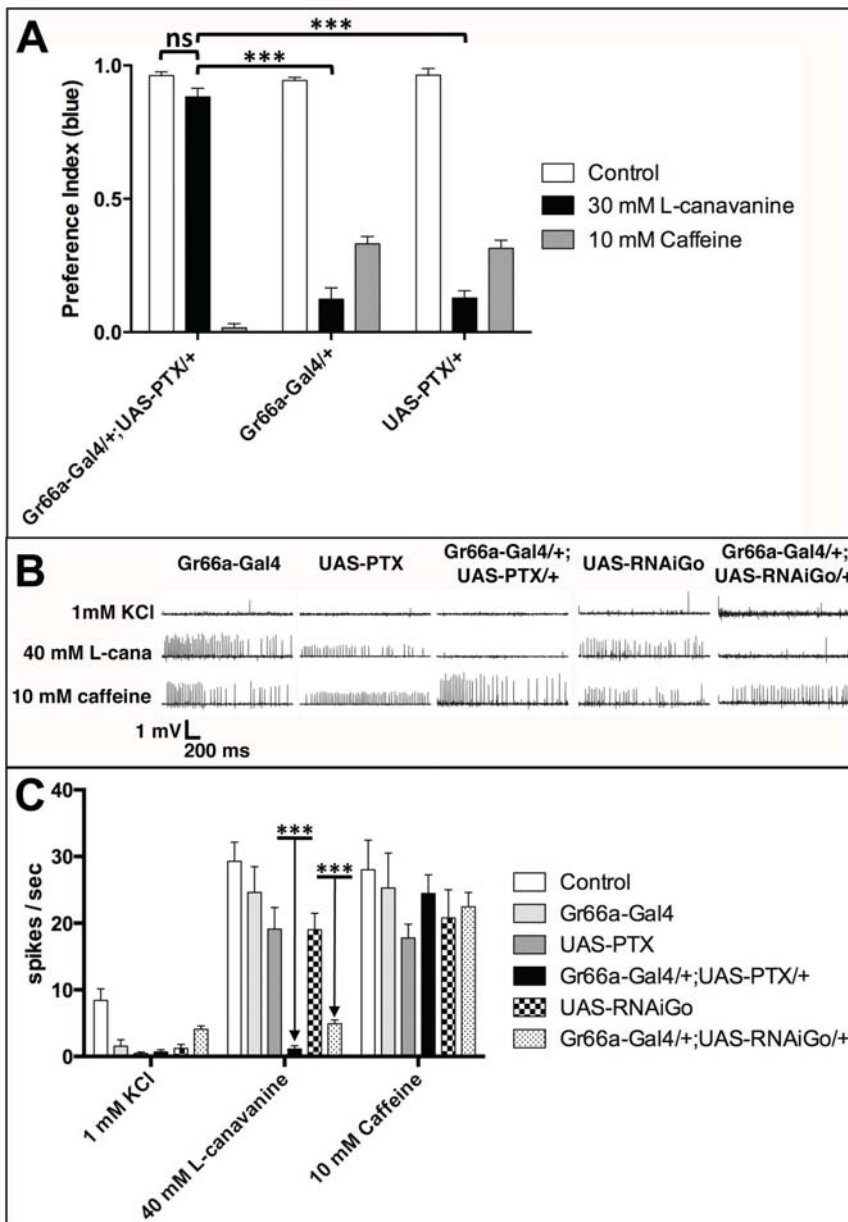 A
ns
***
***
Preference Index (blue)
1.0
0.5
0.0
Control
30 mM L-canavanine
10 mM Caffeine
Gr66a-Gal4/+;UAS-PTX/+
Gr66a-Gal4/+
UAS-PTX/+
B
Gr66a-Gal4
UAS-PTX
Gr66a-Gal4/+;
UAS-PTX/+
UAS-RNAiGo
Gr66a-Gal4/+;
UAS-RNAiGo/+
1mM KCl
40 mM L-cana
10 mM caffeine
1 mV
200 ms
C
spikes / sec
40
30
20
10
0
***
***
Control
Gr66a-Gal4
UAS-PTX
Gr66a-Gal4/+;UAS-PTX/+
UAS-RNAiGo
Gr66a-Gal4/+;UAS-RNAiGo/+
1 mM KCl
40 mM L-canavanine
10 mM Caffeine